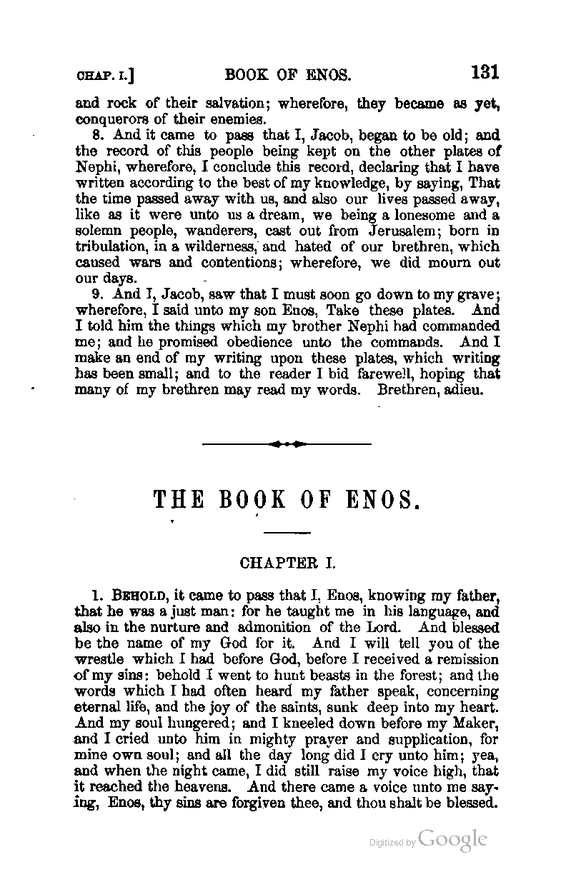 CHAP. I.] BOOK OF ENOS. 131
and rock of their salvation; wherefore, they became as yet,
conquerors of their enemies.
8. And it came to pass that I, Jacob, began to be old; and
the record of this people being kept on the other plates of
Nephi, wherefore, I conclude this record, declaring that I have
written according to the best of my knowledge, by saying, That
the time passed away with us, and also our lives passed away,
like as it were unto us a dream, we being a lonesome and a
solemn people, wanderers, cast out from Jerusalem; born in
tribulation, in a wilderness, and hated of our brethren, which
caused wars and contentions; wherefore, we did mourn out
our days.
9. And I, Jacob, saw that I must soon go down to my grave;
wherefore, I said unto my son Enos, Take these plates. And
I told him the things which my brother Nephi had commanded
me; and he promised obedience unto the commands. And I
make an end of my writing upon these plates, which writing
has been small; and to the reader I bid farewell, hoping that
many of my brethren may read my words. Brethren, adieu.
THE BOOK OF ENOS.
CHAPTER I.
1. BEHOLD, it came to pass that I, Enos, knowing my father,
that he was a just man: for he taught me in his language, and
also in the nurture and admonition of the Lord. And blessed
be the name of my God for it. And I will tell you of the
wrestle which I had before God, before I received a remission
of my sins: behold I went to hunt beasts in the forest; and the
words which I had often heard my father speak, concerning
eternal life, and the joy of the saints, sunk deep into my heart.
And my soul hungered; and I kneeled down before my Maker,
and I cried unto him in mighty prayer and supplication, for
mine own soul; and all the day long did I cry unto him; yea,
and when the night came, I did still raise my voice high, that
it reached the heavens. And there came a voice unto me say-
ing, Enos, thy sins are forgiven thee, and thou shalt be blessed.
Digitized by Google